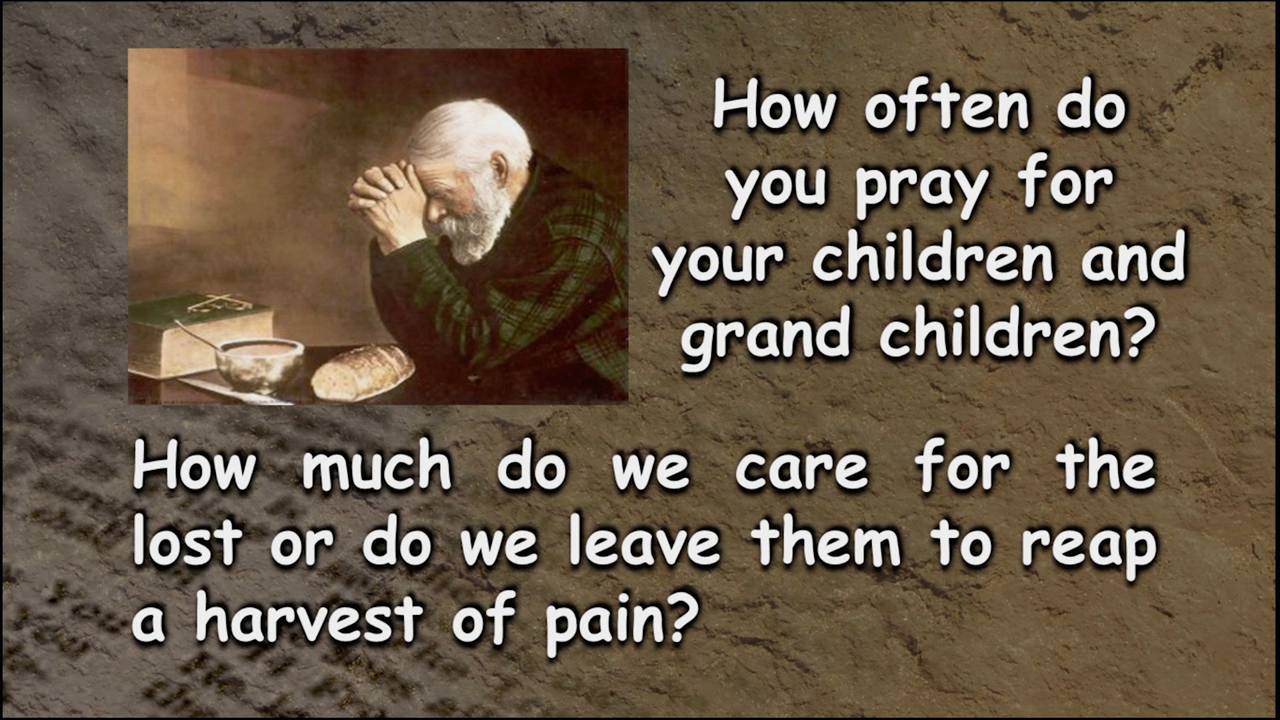 How often do
you pray for
your children and
grand children?
How much do we care for the
lost or do we leave them to reap
a harvest of pain?